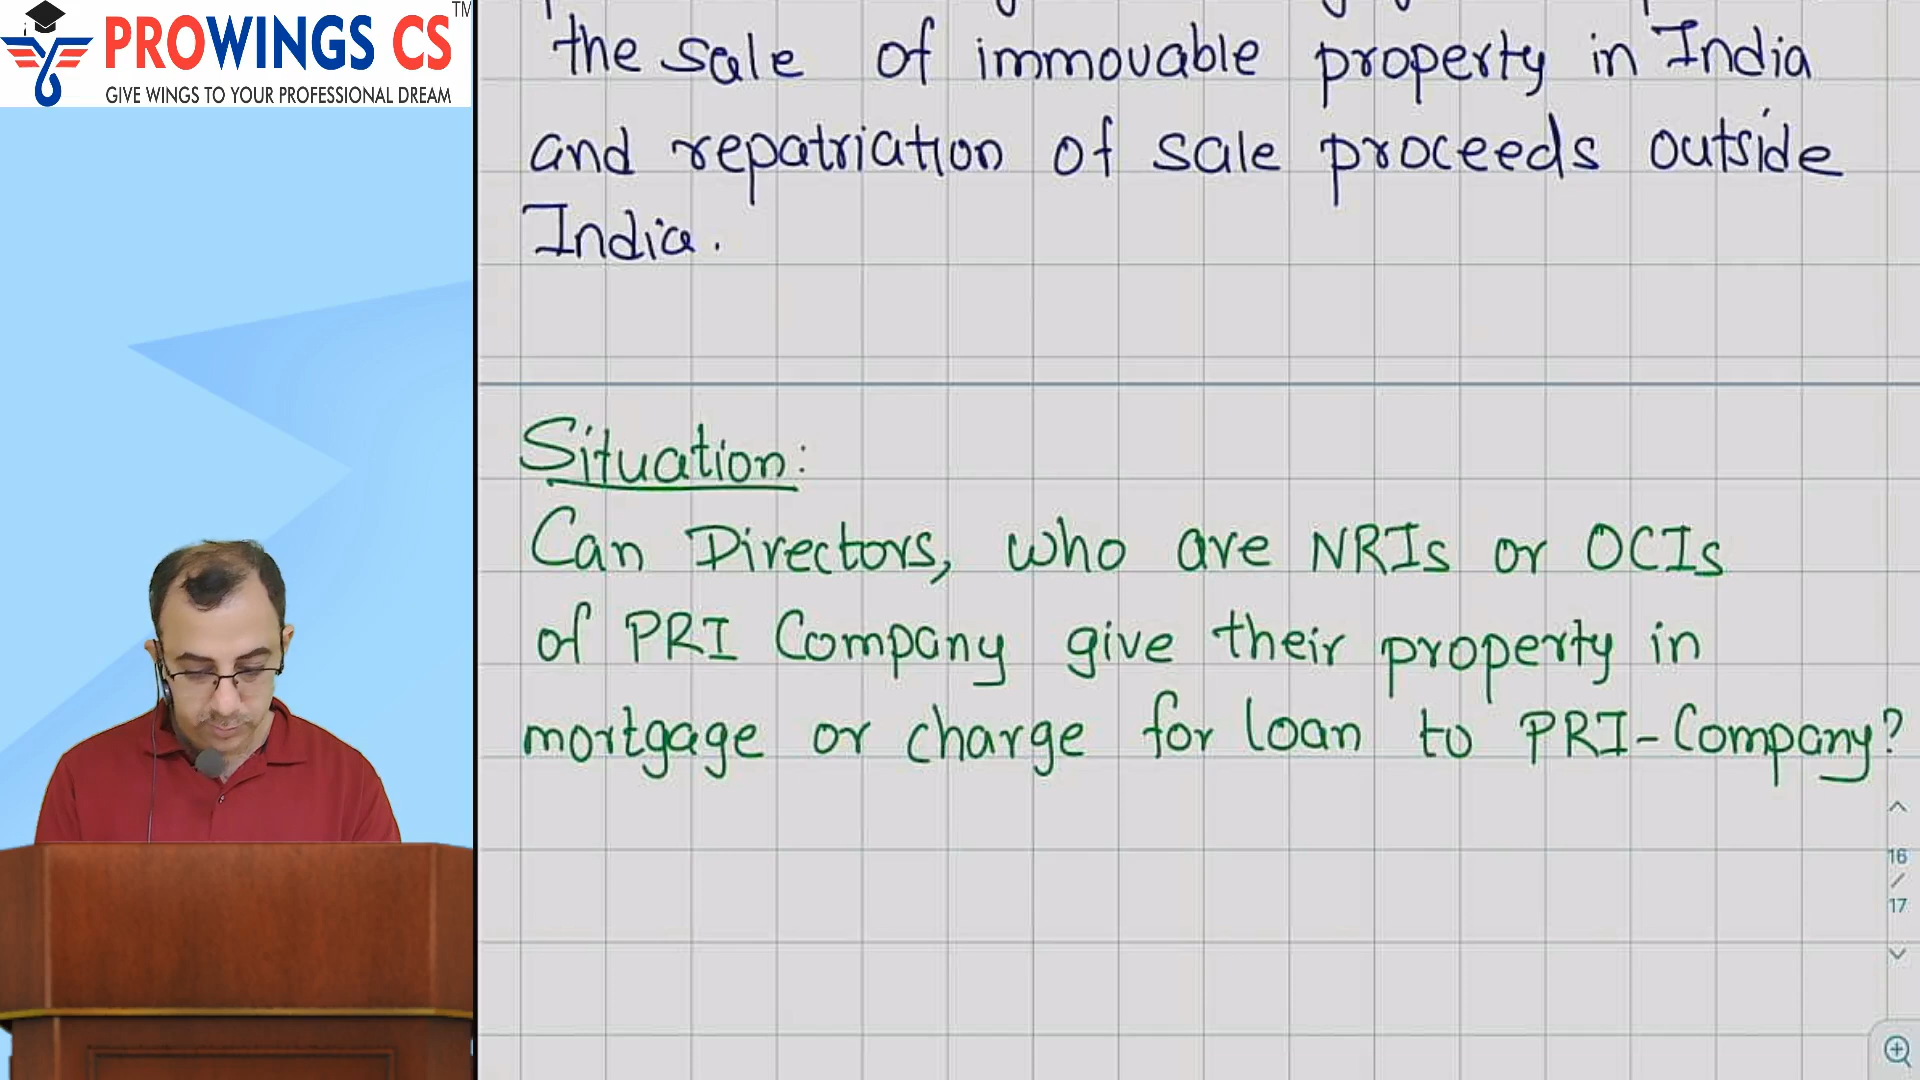 PROWINGS CS™
GIVE WINGS TO YOUR PROFESSIONAL DREAM
the sale of immovable property in India
and repatriation of sale proceeds outside
India.
Situation:
Can Directors, who are NRIs or OCIs
of PRI Company give their property in
mortgage or charge for loan to PRI-Company?
16
/
17